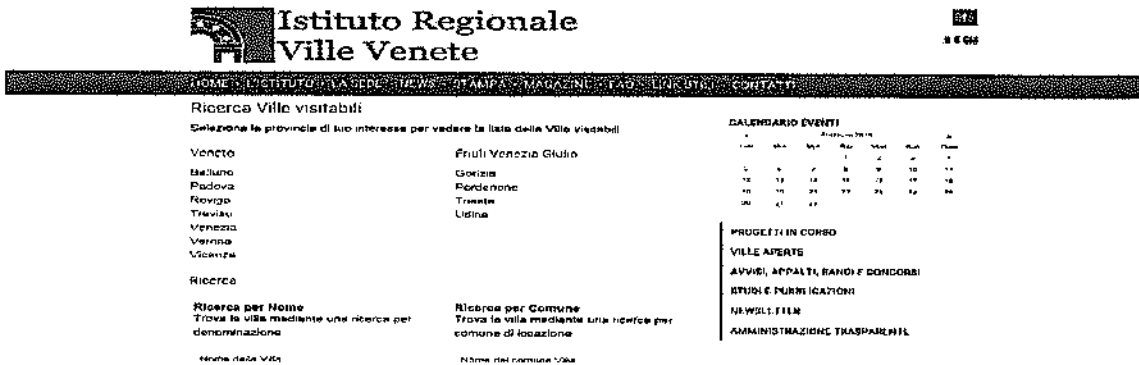 Istituto Regionale
Ville Venete
HOME ISTITUTO LA SEDE NEWS STAMPA MAGAZINE FAQ LINK UTILI CONTATTI
Ricerca Ville visitabili
Seleziona la provincia di tuo interesse per vedere la lista delle Ville visitabili
Veneto
Belluno
Padova
Rovigo
Treviso
Venezia
Verona
Vicenza
Friuli Venezia Giulia
Gorizia
Pordenone
Trieste
Udine
Ricerca
Ricerca per Nome
Trova la villa mediante una ricerca per
denominazione
Nome della Villa
Ricerca per Comune
Trova la villa mediante una ricerca per
comune di locazione
Nome del comune Villa
CALENDARIO EVENTI
PROGETTI IN CORSO
VILLE APERTE
AVVISI, APPALTI, BANDI E CONCORSI
STUDI E PUBBLICAZIONI
NEWSLETTER
AMMINISTRAZIONE TRASPARENTE